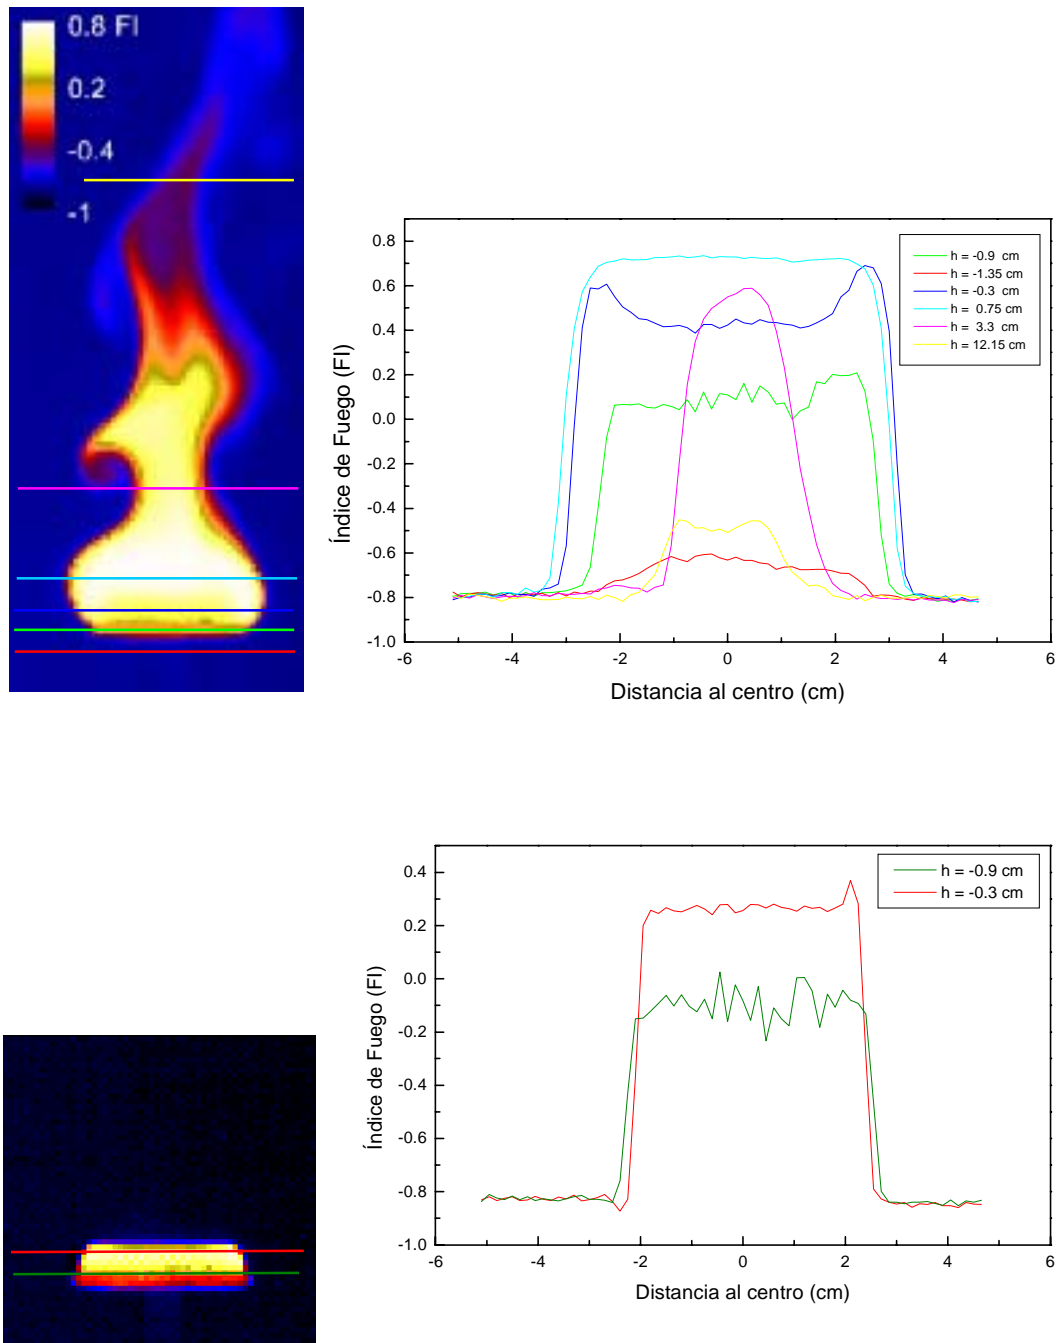 0.8 FI
0.2
-0.4
-1
0.8
0.6
0.4
0.2
0.0
-0.2
-0.4
-0.6
-0.8
-1.0
Índice de Fuego (FI)
h = -0.9 cm
h = -1.35 cm
h = -0.3 cm
h = 0.75 cm
h = 3.3 cm
h = 12.15 cm
-6 -4 -2 0 2 4 6
Distancia al centro (cm)
0.4
0.2
0.0
-0.2
-0.4
-0.6
-0.8
-1.0
Índice de Fuego (FI)
h = -0.9 cm
h = -0.3 cm
-6 -4 -2 0 2 4 6
Distancia al centro (cm)